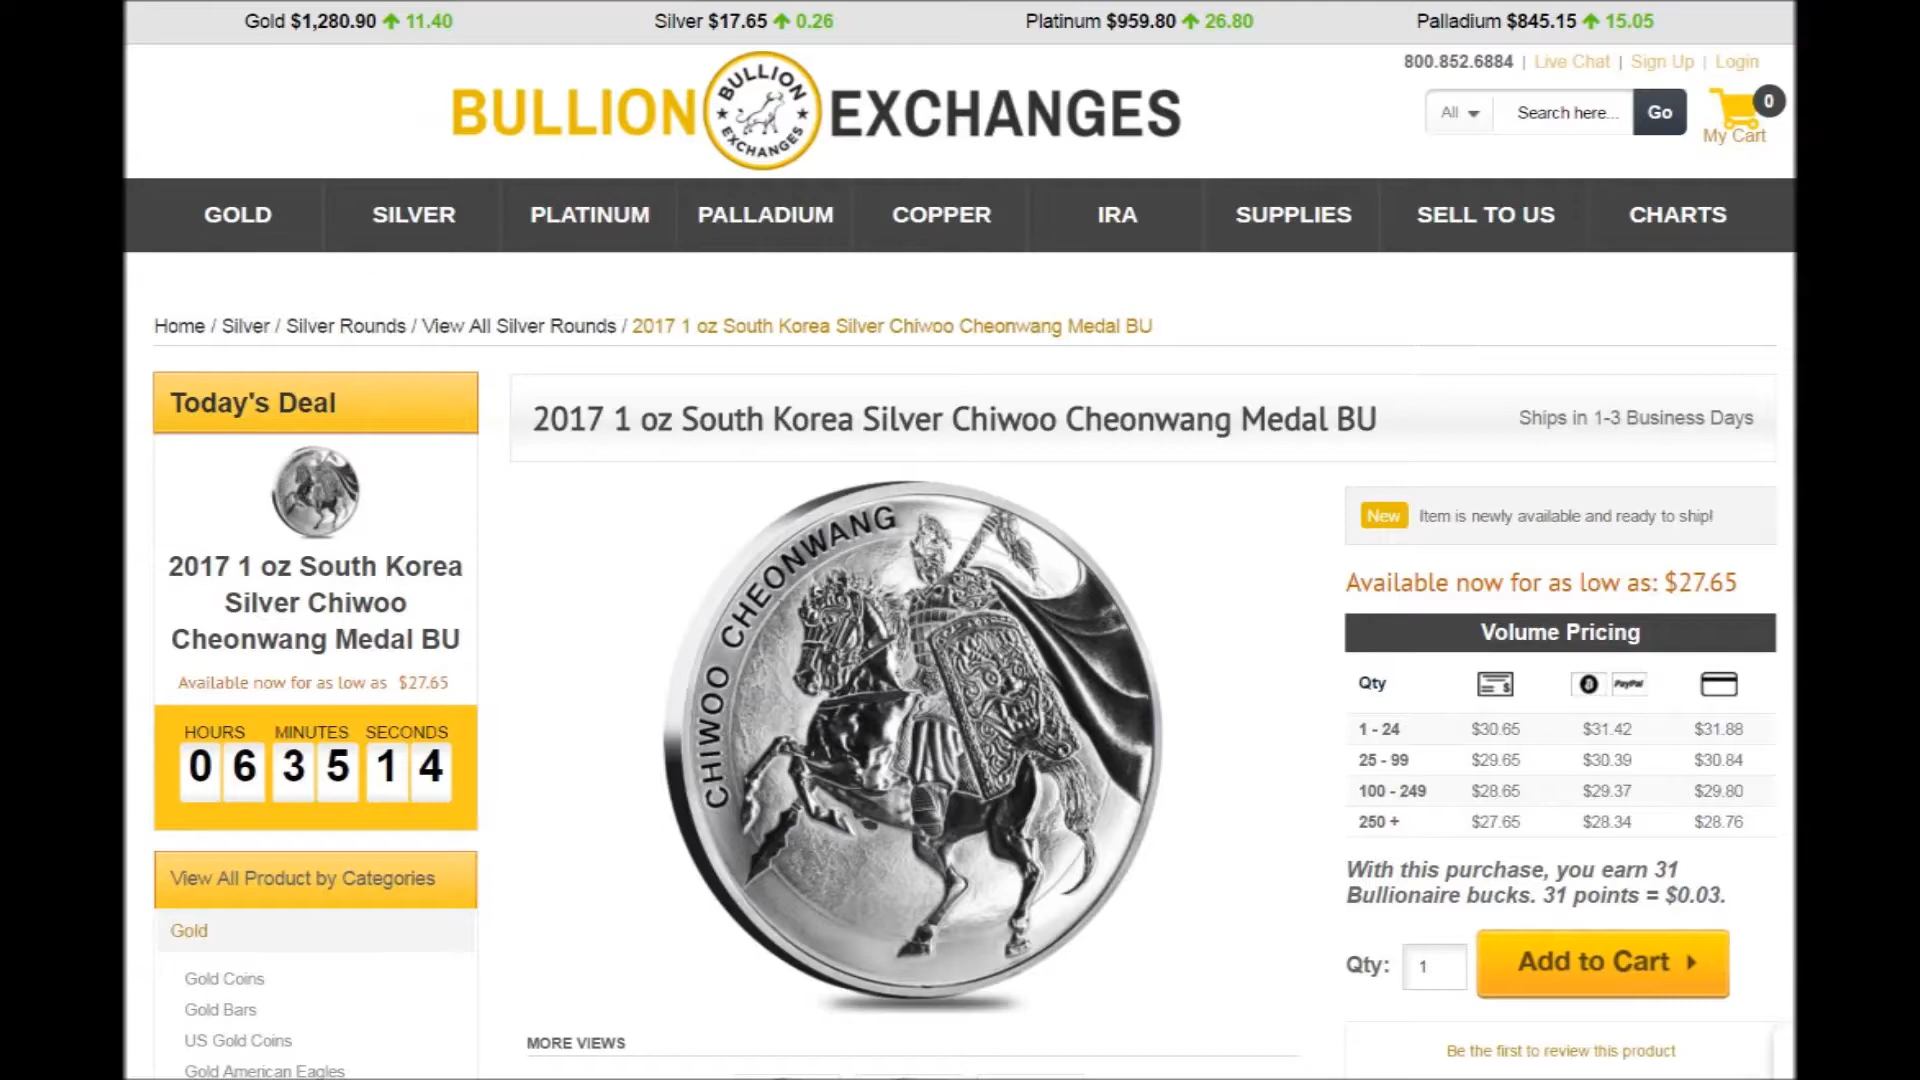 Gold $1,280.90 11.40 Silver $17.65 0.26 Platinum $959.80 26.80 Palladium $845.15 15.05
800.852.6884 | Live Chat | Sign Up | Login
BULLION BULLION EXCHANGES EXCHANGES
All Search here... Go 0
My Cart
GOLD SILVER PLATINUM PALLADIUM COPPER IRA SUPPLIES SELL TO US CHARTS
Home / Silver / Silver Rounds / View All Silver Rounds / 2017 1 oz South Korea Silver Chiwoo Cheonwang Medal BU
Today's Deal
2017 1 oz South Korea
Silver Chiwoo
Cheonwang Medal BU
Available now for as low as $27.65
HOURS MINUTES SECONDS
06 35 14
View All Product by Categories
Gold
Gold Coins
Gold Bars
US Gold Coins
Gold American Eagles
2017 1 oz South Korea Silver Chiwoo Cheonwang Medal BU
Ships in 1-3 Business Days
CHIWOO CHEONWANG
MORE VIEWS
New Item is newly available and ready to ship!
Available now for as low as: $27.65
Volume Pricing
Qty PayPal
1 - 24 $30.65 $31.42 $31.88
25 - 99 $29.65 $30.39 $30.84
100 - 249 $28.65 $29.37 $29.80
250 + $27.65 $28.34 $28.76
With this purchase, you earn 31
Bullionaire bucks. 31 points = $0.03.
Qty: 1 Add to Cart
Be the first to review this product